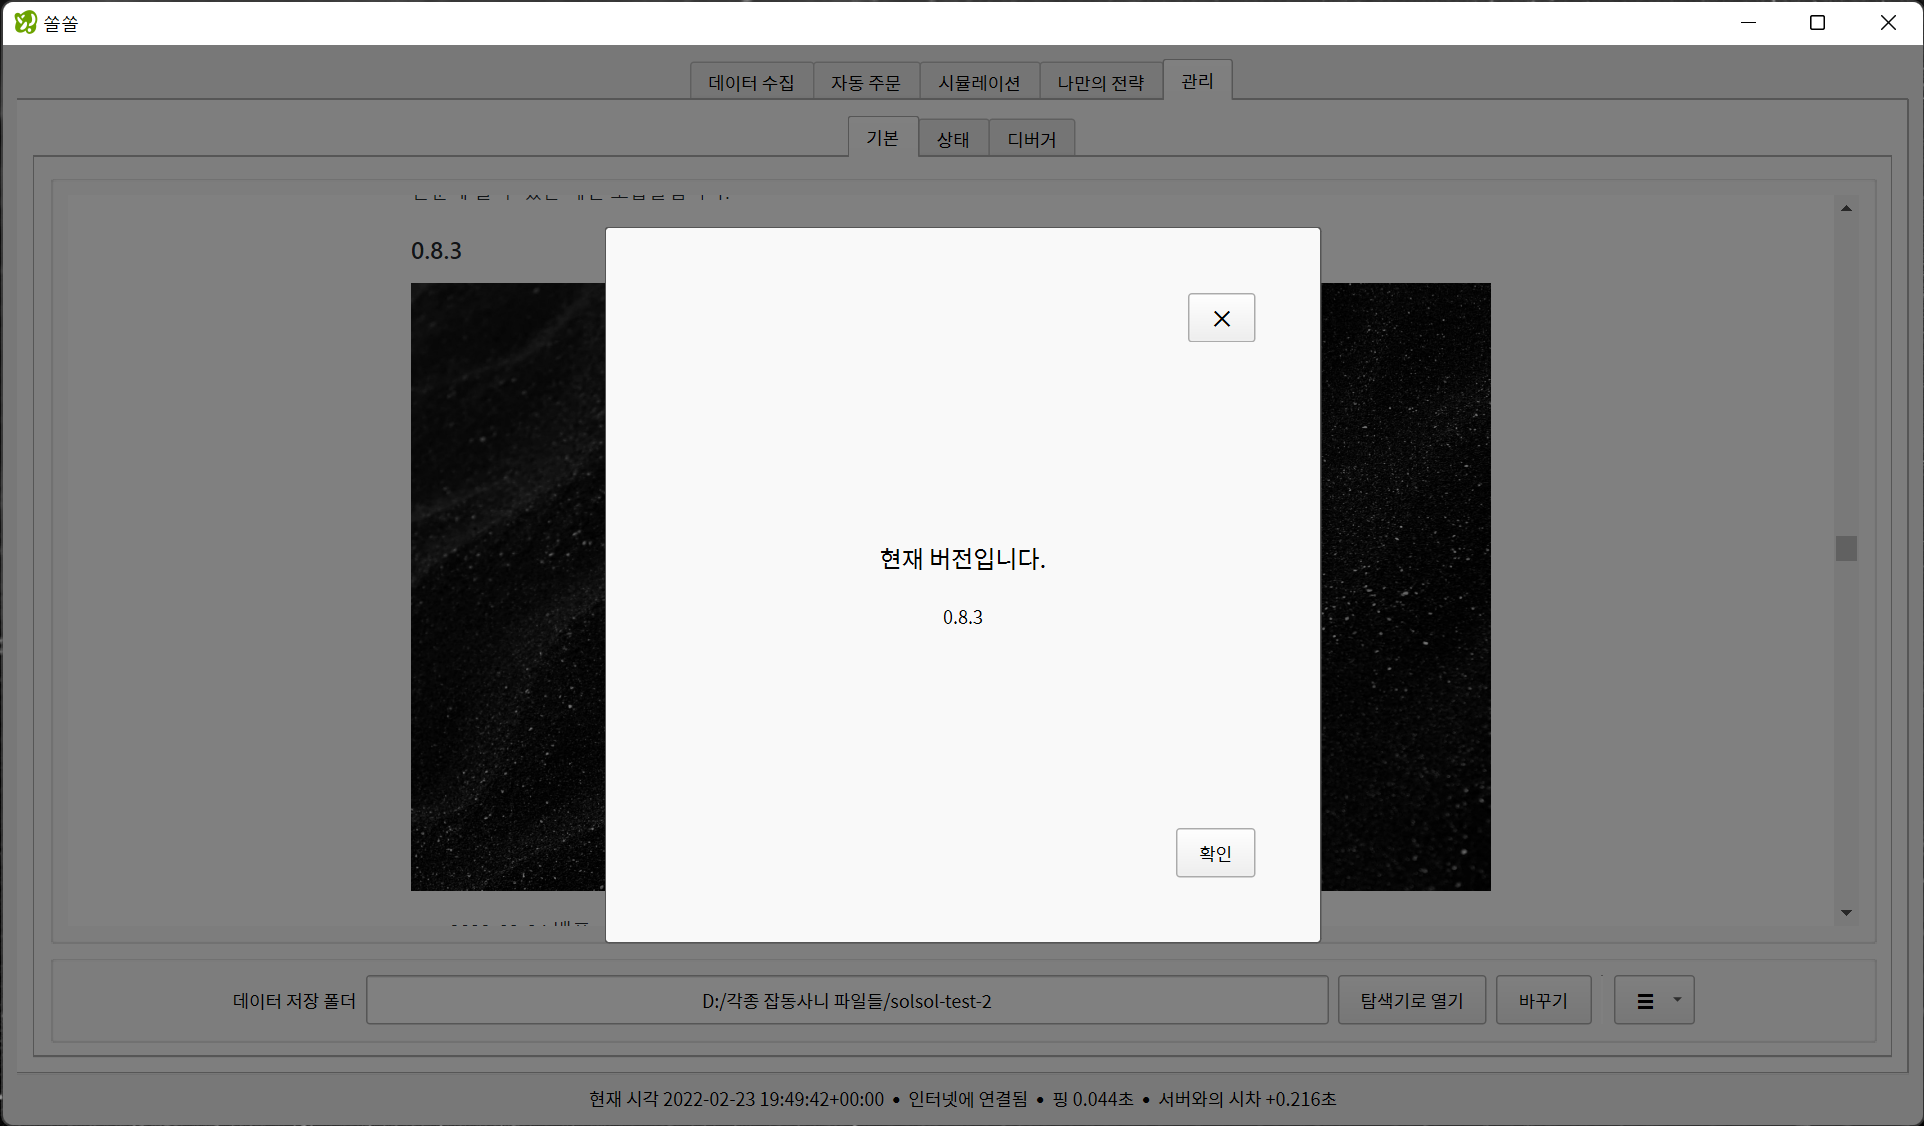 쏠쏠
데이터 수집
자동 주문
시뮬레이션
나만의 전략
관리
기본
상태
디버거
0.8.3
현재 버전입니다.
0.8.3
확인
데이터 저장 폴더
D:/각종 잡동사니 파일들/solsol-test-2
탐색기로 열기
바꾸기
현재 시각 2022-02-23 19:49:42+00:00 • 인터넷에 연결됨 • 핑 0.044초 • 서버와의 시차 +0.216초